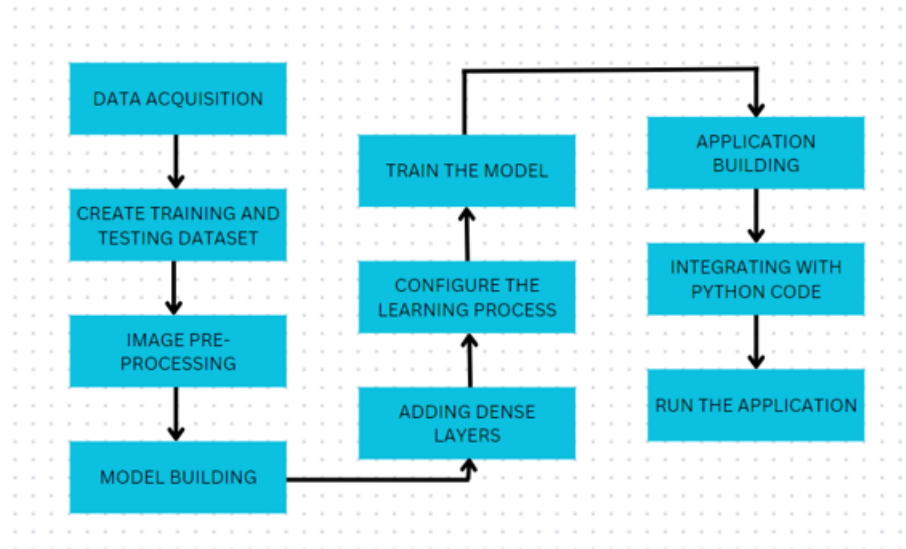 DATA ACQUISITION
CREATE TRAINING AND
TESTING DATASET
IMAGE PRE-
PROCESSING
MODEL BUILDING
ADDING DENSE
LAYERS
CONFIGURE THE
LEARNING PROCESS
TRAIN THE MODEL
APPLICATION
BUILDING
INTEGRATING WITH
PYTHON CODE
RUN THE APPLICATION